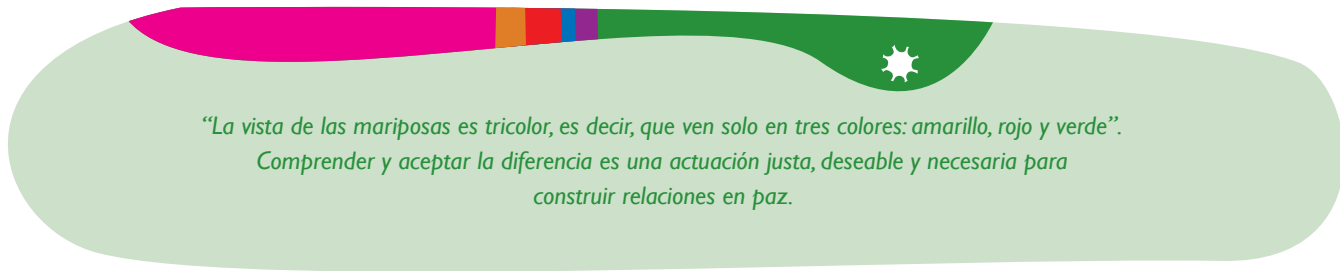 “La vista de las mariposas es tricolor, es decir, que ven solo en tres colores: amarillo, rojo y verde”.
Comprender y aceptar la diferencia es una actuación justa, deseable y necesaria para
construir relaciones en paz.